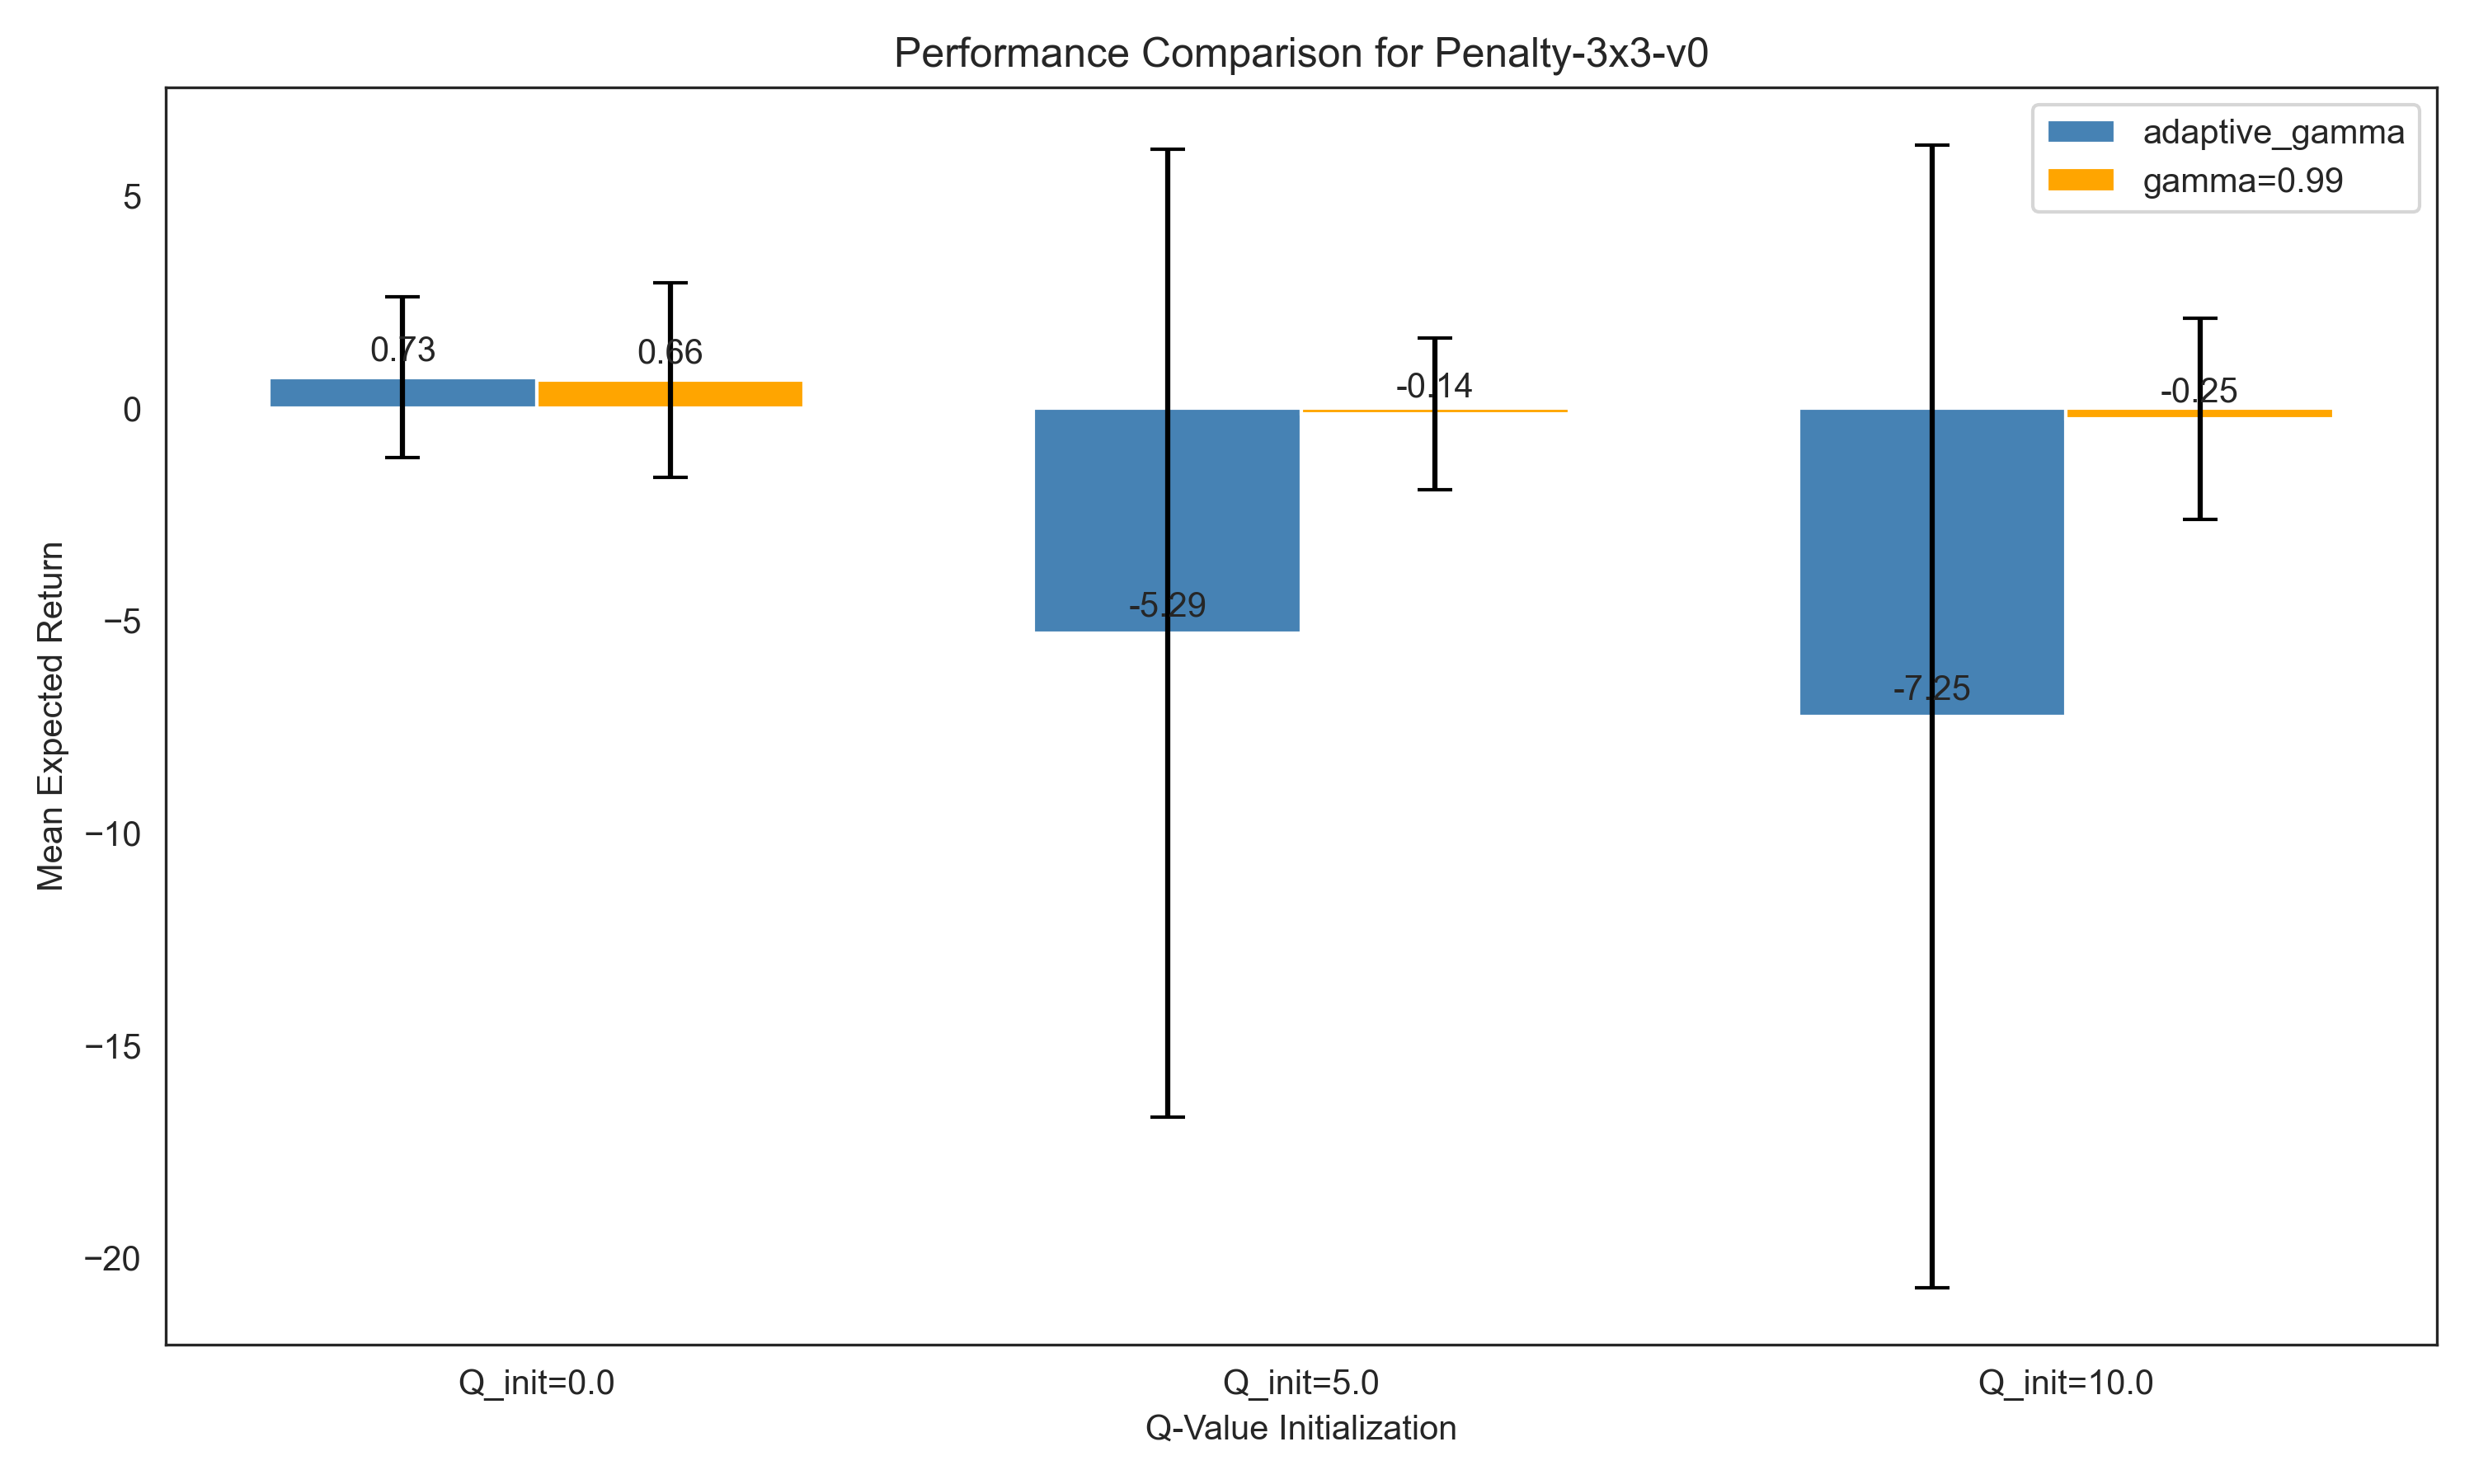 Performance Comparison for Penalty-3x3-v0
adaptive_gamma
gamma=0.99
5
0
−5
−10
−15
−20
Mean Expected Return
0.73
0.66
-5.29
-0.14
-7.25
-0.25
Q_init=0.0
Q_init=5.0
Q_init=10.0
Q-Value Initialization